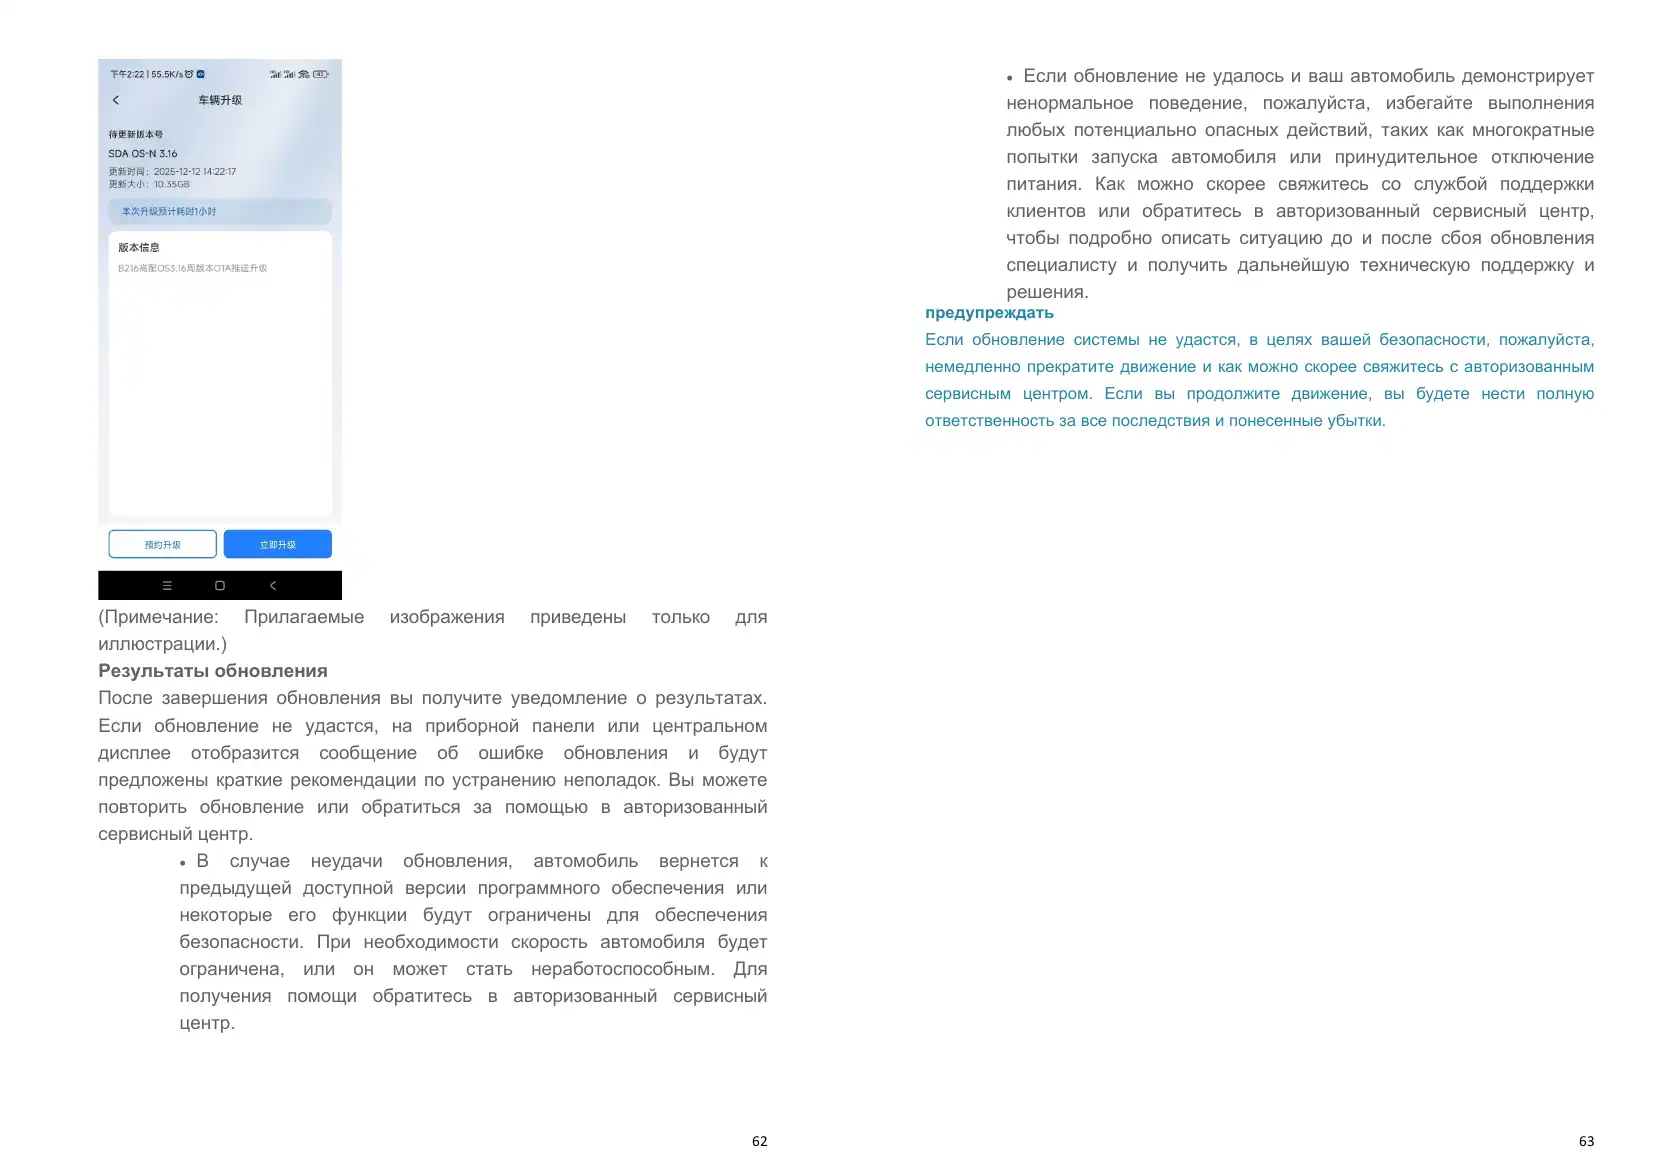 下午2:22 | 55.5K/s
车辆升级
待更新版本号
SDA OS-N 3.16
更新时间：2025-12-12 14:22:17
更新大小：10.35GB
本次升级预计耗时1小时
版本信息
B216高配OS3.16周版本OTA推送升级
预约升级
立即升级
(Примечание: Прилагаемые изображения приведены только для
иллюстрации.)
Результаты обновления
После завершения обновления вы получите уведомление о результатах.
Если обновление не удастся, на приборной панели или центральном
дисплее отобразится сообщение об ошибке обновления и будут
предложены краткие рекомендации по устранению неполадок. Вы можете
повторить обновление или обратиться за помощью в авторизованный
сервисный центр.
• В случае неудачи обновления, автомобиль вернется к
предыдущей доступной версии программного обеспечения или
некоторые его функции будут ограничены для обеспечения
безопасности. При необходимости скорость автомобиля будет
ограничена, или он может стать неработоспособным. Для
получения помощи обратитесь в авторизованный сервисный
центр.
62
• Если обновление не удалось и ваш автомобиль демонстрирует
ненормальное поведение, пожалуйста, избегайте выполнения
любых потенциально опасных действий, таких как многократные
попытки запуска автомобиля или принудительное отключение
питания. Как можно скорее свяжитесь со службой поддержки
клиентов или обратитесь в авторизованный сервисный центр,
чтобы подробно описать ситуацию до и после сбоя обновления
специалисту и получить дальнейшую техническую поддержку и
решения.
предупреждать
Если обновление системы не удастся, в целях вашей безопасности, пожалуйста,
немедленно прекратите движение и как можно скорее свяжитесь с авторизованным
сервисным центром. Если вы продолжите движение, вы будете нести полную
ответственность за все последствия и понесенные убытки.
63